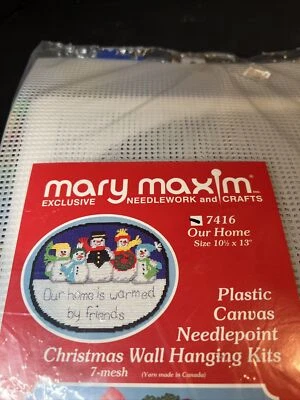 mary maxim inc.
EXCLUSIVE NEEDLEWORK and CRAFTS
7416
Our Home
Size 10½ x 13"
Our home is warmed
by friends
Plastic
Canvas
Needlepoint
Christmas Wall Hanging Kits
7-mesh (Yarn made in Canada)